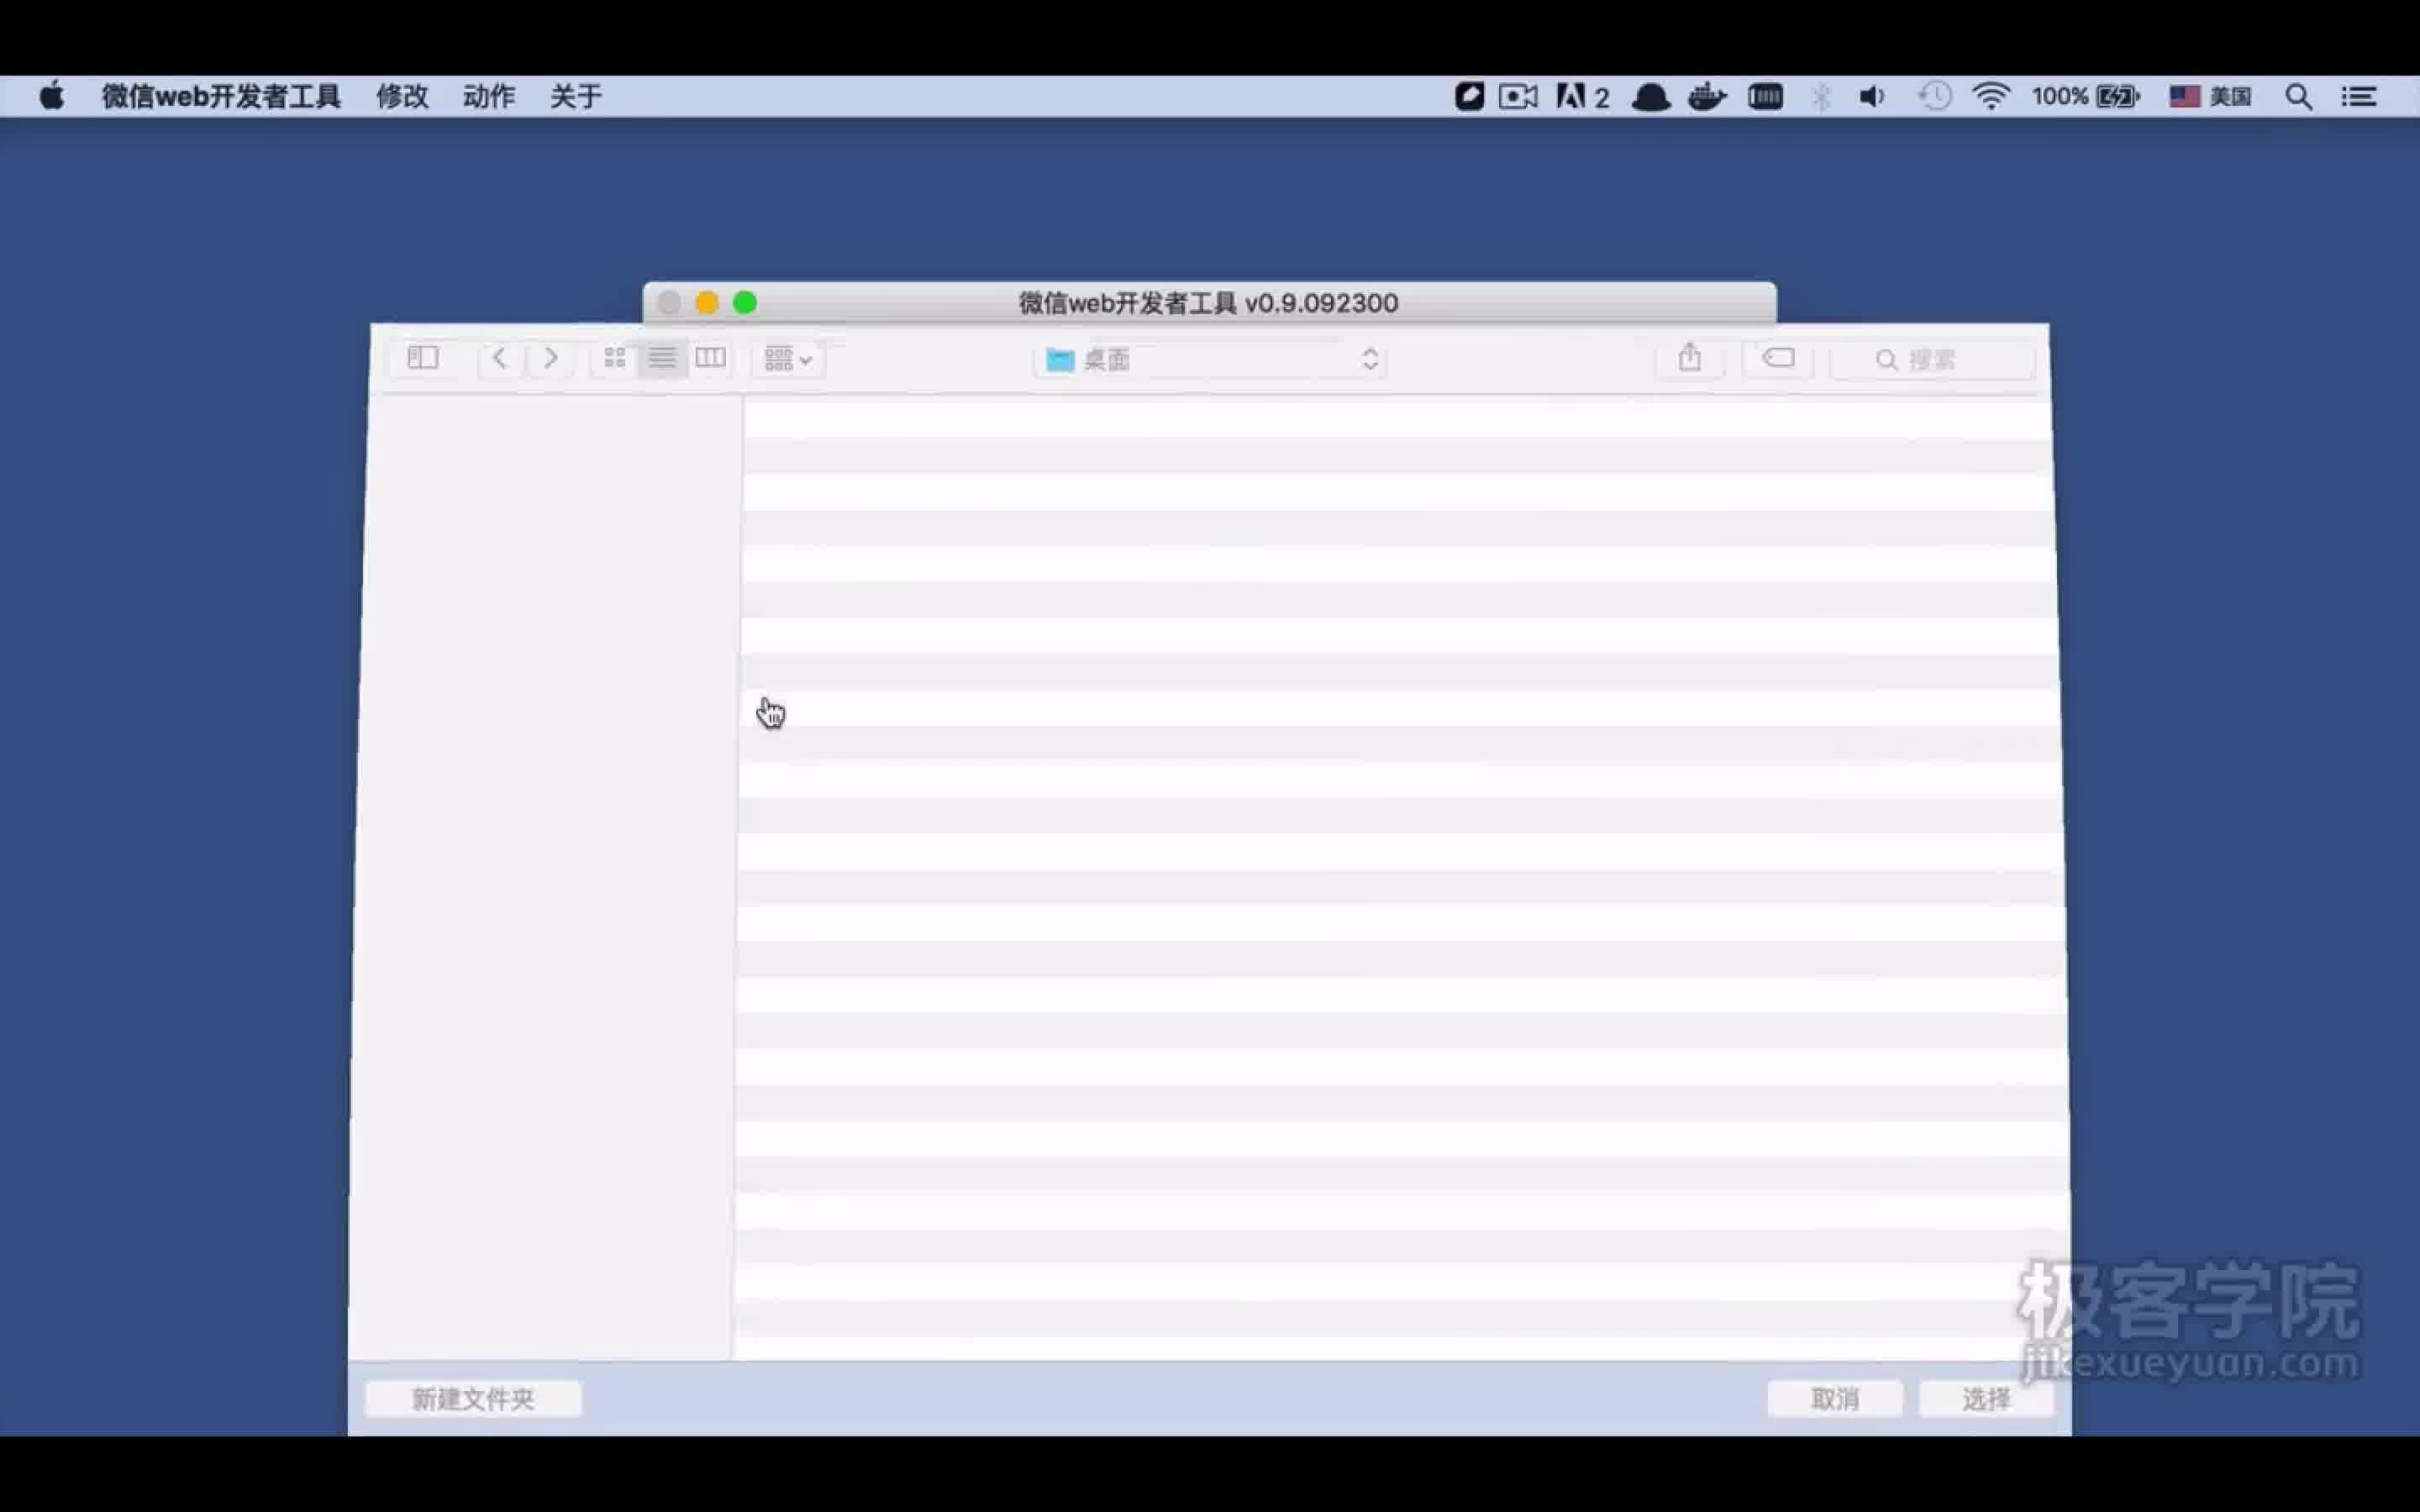 微信web开发者工具 修改 动作 关于 2 100% 美国
微信web开发者工具 v0.9.092300
桌面 搜索
极客学院
jikexueyuan.com
新建文件夹 取消 选择